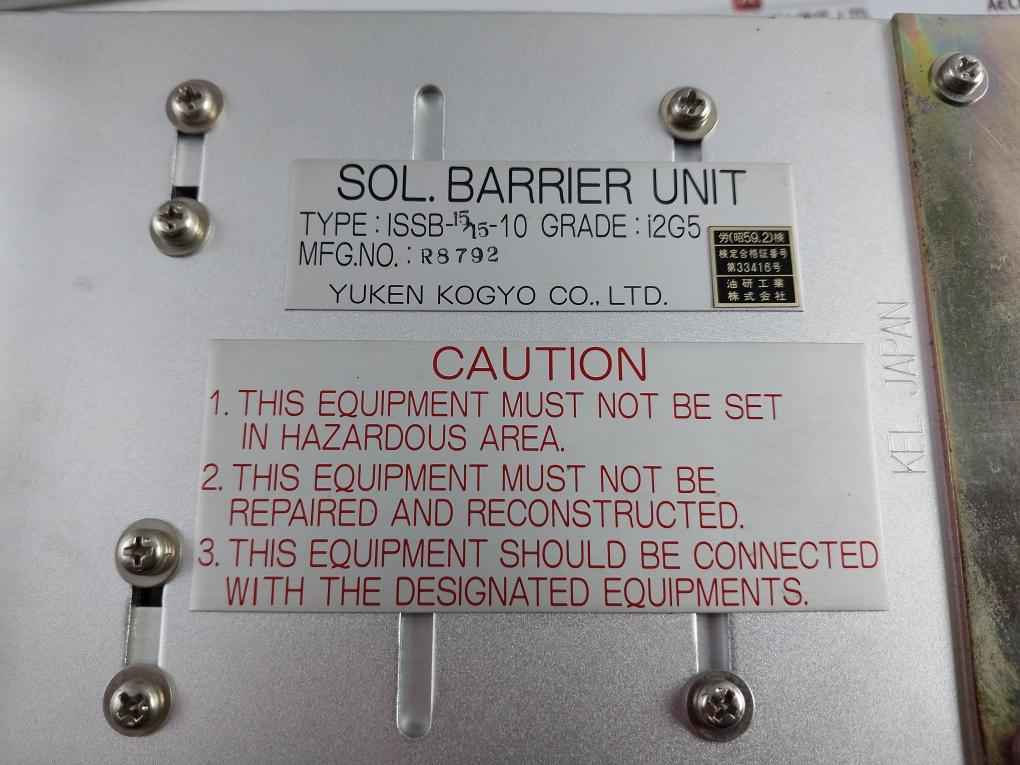 SOL. BARRIER UNIT
TYPE : ISSB-15/15-10 GRADE : i2G5
MFG.NO. : R8792
YUKEN KOGYO CO., LTD.
労(昭59.2)検
検定合格証番号
第33416号
油研工業
株式会社
KEL JAPAN
CAUTION
1. THIS EQUIPMENT MUST NOT BE SET
IN HAZARDOUS AREA.
2. THIS EQUIPMENT MUST NOT BE
REPAIRED AND RECONSTRUCTED.
3. THIS EQUIPMENT SHOULD BE CONNECTED
WITH THE DESIGNATED EQUIPMENTS.